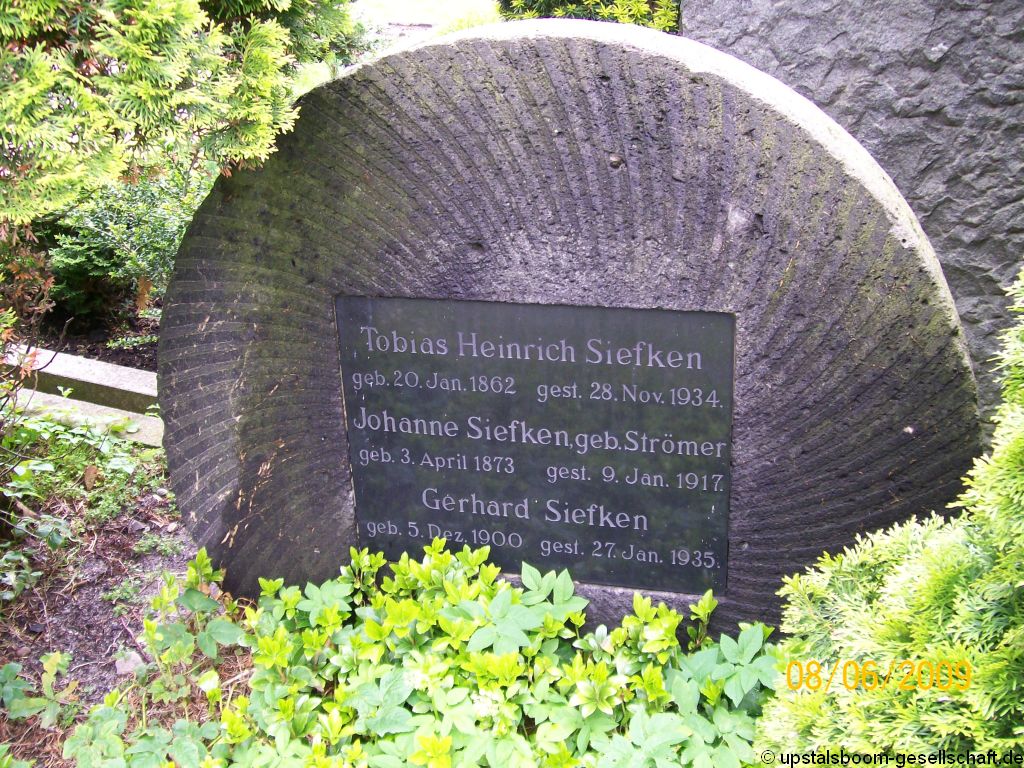 Tobias Heinrich Siefken
geb. 20. Jan. 1862 gest. 28. Nov. 1934.
Johanne Siefken, geb. Strömer
geb. 3. April 1873 gest. 9. Jan. 1917.
Gerhard Siefken
geb. 5. Dez. 1900 gest. 27. Jan. 1935.
08/06/2009
© upstalsboom-gesellschaft.de